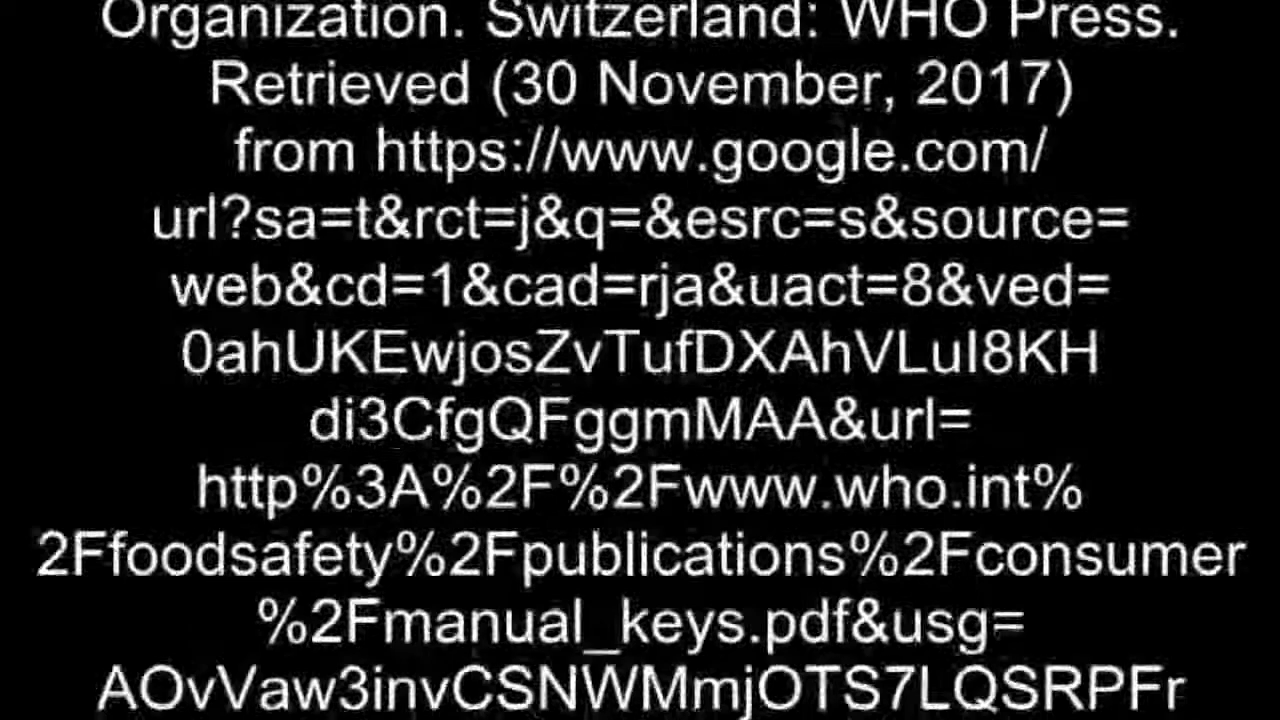 Organization. Switzerland: WHO Press.
Retrieved (30 November, 2017)
from https://www.google.com/
url?sa=t&rct=j&q=&esrc=s&source=
web&cd=1&cad=rja&uact=8&ved=
0ahUKEwjosZvTufDXAhVLuI8KH
di3CfgQFggmMAA&url=
http%3A%2F%2Fwww.who.int%
2Ffoodsafety%2Fpublications%2Fconsumer
%2Fmanual_keys.pdf&usg=
AOvVaw3invCSNWMmjOTS7LQSRPFr